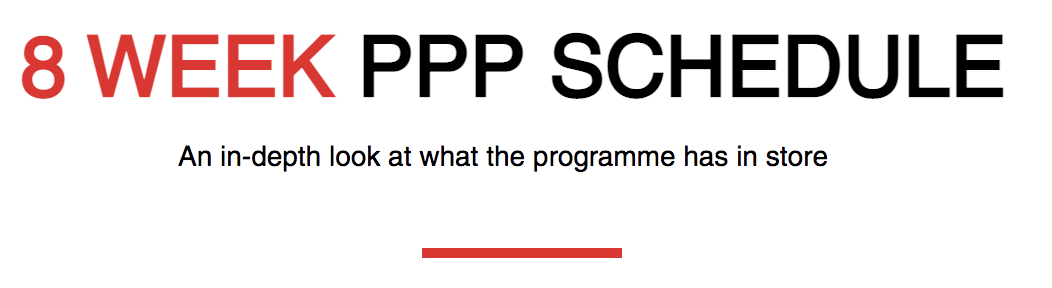 8 WEEK PPP SCHEDULE
An in-depth look at what the programme has in store